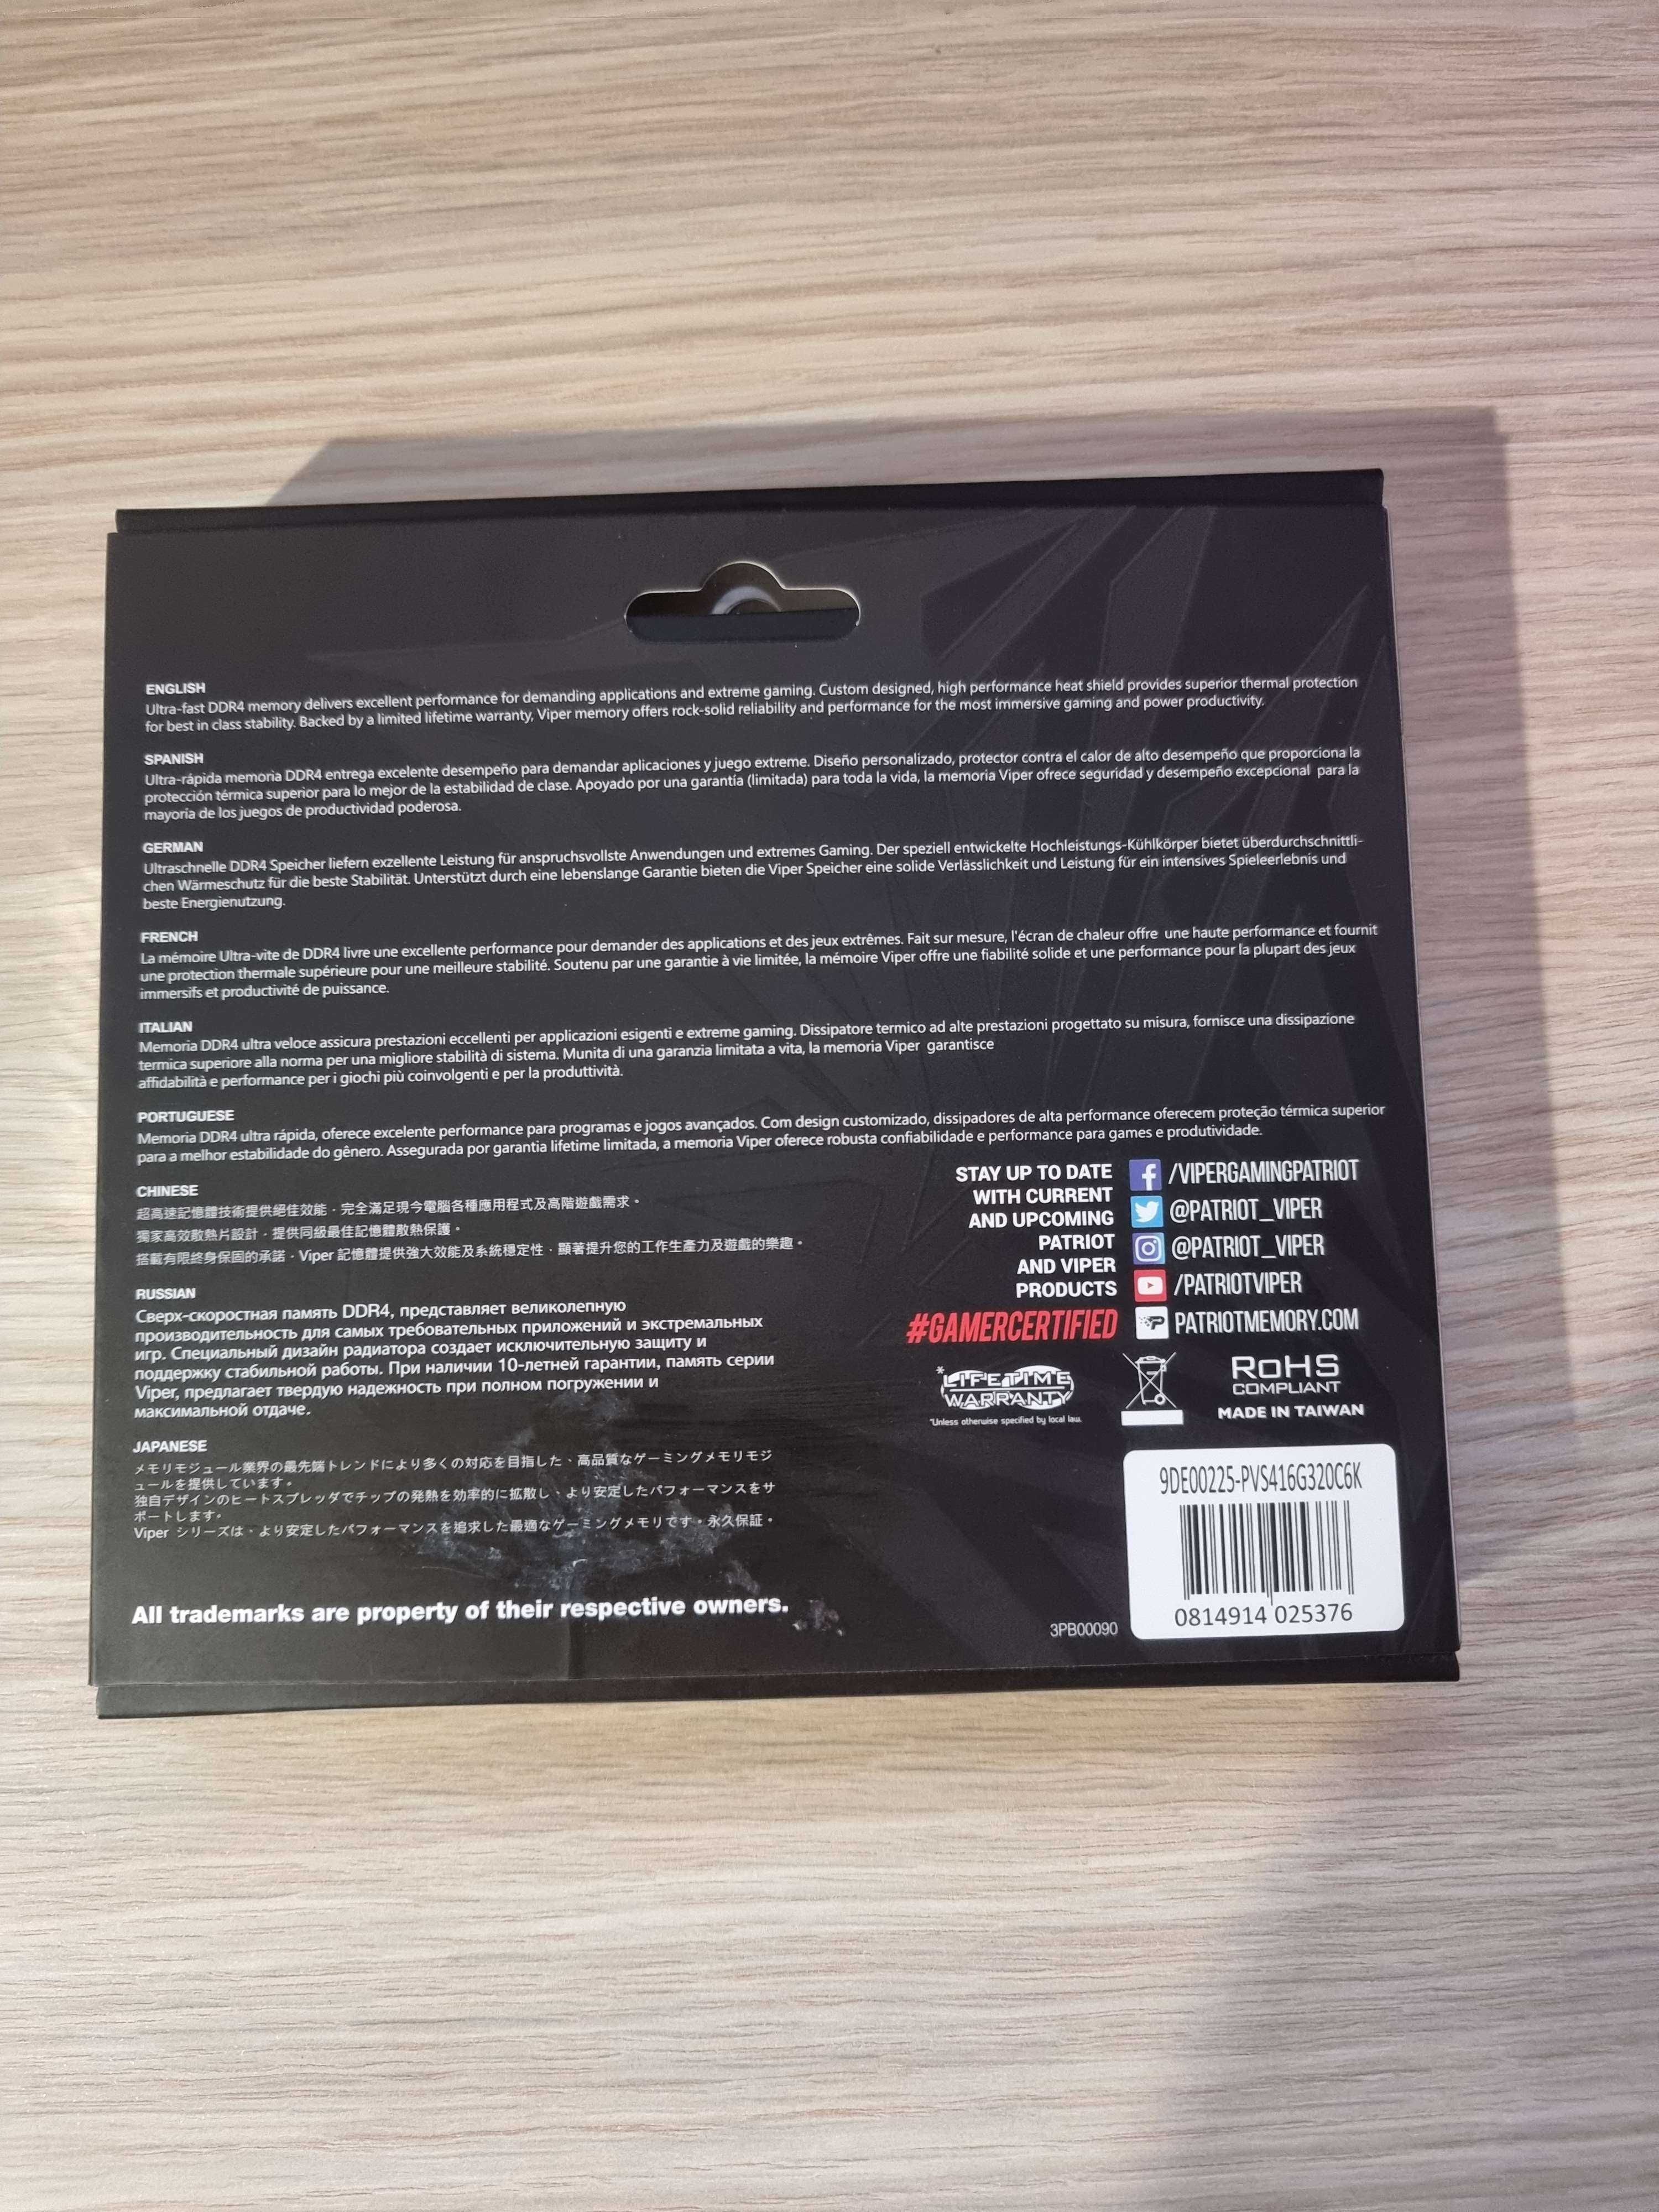 ENGLISH
Ultra-fast DDR4 memory delivers excellent performance for demanding applications and extreme gaming. Custom designed, high performance heat shield provides superior thermal protection
for best in class stability. Backed by a limited lifetime warranty, Viper memory offers rock-solid reliability and performance for the most immersive gaming and power productivity.
SPANISH
Ultra-rápida memoria DDR4 entrega excelente desempeño para demandar aplicaciones y juego extreme. Diseño personalizado, protector contra el calor de alto desempeño que proporciona la
protección térmica superior para lo mejor de la estabilidad de clase. Apoyado por una garantía (limitada) para toda la vida, la memoria Viper ofrece seguridad y desempeño excepcional para la
mayoría de los juegos de productividad poderosa.
GERMAN
Ultraschnelle DDR4 Speicher liefern exzellente Leistung für anspruchsvollste Anwendungen und extremes Gaming. Der speziell entwickelte Hochleistungs-Kühlkörper bietet überdurchschnittli-
chen Wärmeschutz für die beste Stabilität. Unterstützt durch eine lebenslange Garantie bieten die Viper Speicher eine solide Verlässlichkeit und Leistung für ein intensives Spieleerlebnis und
beste Energienutzung.
FRENCH
La mémoire Ultra-vite de DDR4 livre une excellente performance pour demander des applications et des jeux extrêmes. Fait sur mesure, l'écran de chaleur offre une haute performance et fournit
une protection thermale supérieure pour une meilleure stabilité. Soutenu par une garantie à vie limitée, la mémoire Viper offre une fiabilité solide et une performance pour la plupart des jeux
immersifs et productivité de puissance.
ITALIAN
Memoria DDR4 ultra veloce assicura prestazioni eccellenti per applicazioni esigenti e extreme gaming. Dissipatore termico ad alte prestazioni progettato su misura, fornisce una dissipazione
termica superiore alla norma per una migliore stabilità di sistema. Munita di una garanzia limitata a vita, la memoria Viper garantisce
affidabilità e performance per i giochi più coinvolgenti e per la produttività.
PORTUGUESE
Memoria DDR4 ultra rápida, oferece excelente performance para programas e jogos avançados. Com design customizado, dissipadores de alta performance oferecem proteção térmica superior
para a melhor estabilidade do gênero. Assegurada por garantia lifetime limitada, a memoria Viper oferece robusta confiabilidade e performance para games e produtividade.
CHINESE
超高速記憶體技術提供絕佳效能，完全滿足現今電腦各種應用程式及高階遊戲需求。
獨家高效散熱片設計，提供同級最佳記憶體散熱保護。
搭載有限終身保固的承諾，Viper 記憶體提供強大效能及系統穩定性，顯著提升您的工作生產力及遊戲的樂趣。
RUSSIAN
Сверх-скоростная память DDR4, представляет великолепную
производительность для самых требовательных приложений и экстремальных
игр. Специальный дизайн радиатора создает исключительную защиту и
поддержку стабильной работы. При наличии 10-летней гарантии, память серии
Viper, предлагает твердую надежность при полном погружении и
максимальной отдаче.
JAPANESE
メモリモジュール業界の最先端トレンドにより多くの対応を目指した、高品質なゲーミングメモリモジ
ュールを提供しています。
独自デザインのヒートスプレッダでチップの発熱を効率的に拡散し、より安定したパフォーマンスをサ
ポートします。
Viper シリーズは、より安定したパフォーマンスを追求した最適なゲーミングメモリです。永久保証。
All trademarks are property of their respective owners.
STAY UP TO DATE
WITH CURRENT
AND UPCOMING
PATRIOT
AND VIPER
PRODUCTS
#GAMERCERTIFIED
/VIPERGAMINGPATRIOT
@PATRIOT_VIPER
@PATRIOT_VIPER
/PATRIOTVIPER
PATRIOTMEMORY.COM
*LIFETIME
WARRANTY
*Unless otherwise specified by local law.
RoHS
COMPLIANT
MADE IN TAIWAN
9DE00225-PVS416G320C6K
0814914 025376
3PB00090